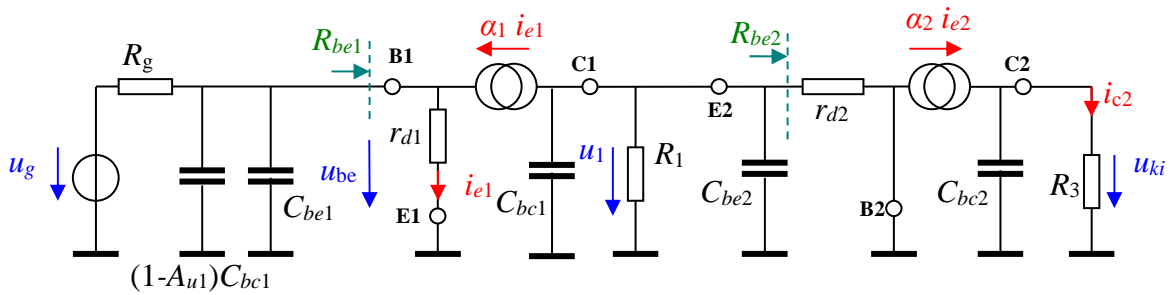 α1 ie1
α2 ie2
Rbe1
Rbe2
Rg
B1
C1
C2
E2
ic2
rd1
rd2
ug
ube
u1
R1
uki
ie1
Cbe1
Cbc1
Cbe2
Cbc2
R3
E1
B2
(1-Au1)Cbc1